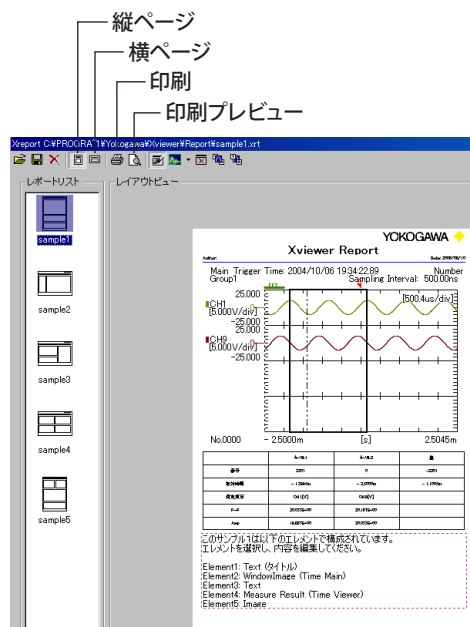 縦ページ
横ページ
印刷
印刷プレビュー
Xreport C:¥PROGRA~1¥Yokogawa¥Xviewer¥Report¥sample1.xrt
レポートリスト
レイアウトビュー
sample1
sample2
sample3
sample4
sample5
YOKOGAWA
Xviewer Report
Author:
Main Trigger Time: 2004/10/06 19:34:22.89 Number
Group1 Sampling Interval: 500.00ns
25.000 [500.4us/div]
CH1
[5.000V/div]
-25.000
25.000
CH9
[5.000V/div]
-25.000
No.0000 -2.5000m [s] 2.5045m
番号 2251 0 -2251
P-P
Amp
このサンプル1は以下のエレメントで構成されています。
エレメントを選択し、内容を編集してください。
Element1: Text (タイトル)
Element2: WindowImage (Time Main)
Element3: Text
Element4: Measure Result (Time Viewer)
Element5: Image